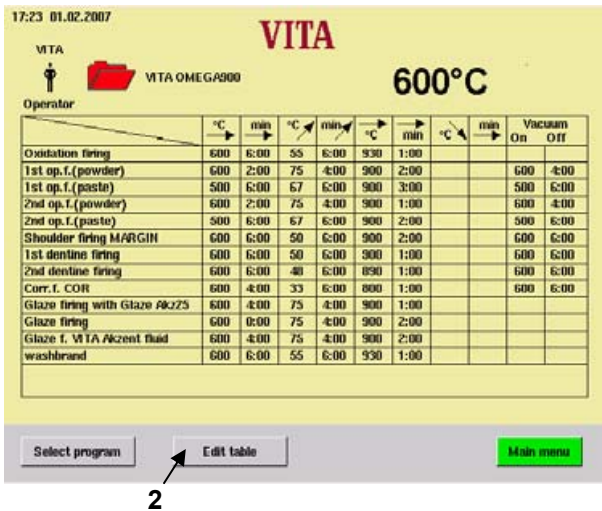 17:23 01.02.2007
VITA
VITA
VITA OMEGA900
600°C
Operator
°C min °C min °C min °C min Vacuum
On Off
Oxidation firing 600 6:00 55 6:00 930 1:00
1st op.f.(powder) 600 2:00 75 4:00 900 2:00 600 4:00
1st op.f.(paste) 500 6:00 67 6:00 900 3:00 500 6:00
2nd op.f.(powder) 600 2:00 75 4:00 900 1:00 600 4:00
2nd op.f.(paste) 500 6:00 67 6:00 900 2:00 500 6:00
Shoulder firing MARGIN 600 6:00 50 6:00 900 2:00 600 6:00
1st dentine firing 600 6:00 50 6:00 900 1:00 600 6:00
2nd dentine firing 600 6:00 48 6:00 890 1:00 600 6:00
Corr.f. COR 600 4:00 33 6:00 800 1:00 600 6:00
Glaze firing with Glaze Akz25 600 4:00 75 4:00 900 1:00
Glaze firing 600 0:00 75 4:00 900 2:00
Glaze f. VITA Akzent fluid 600 4:00 75 4:00 900 2:00
washbrand 600 6:00 55 6:00 930 1:00
Select program Edit table Main menu
2